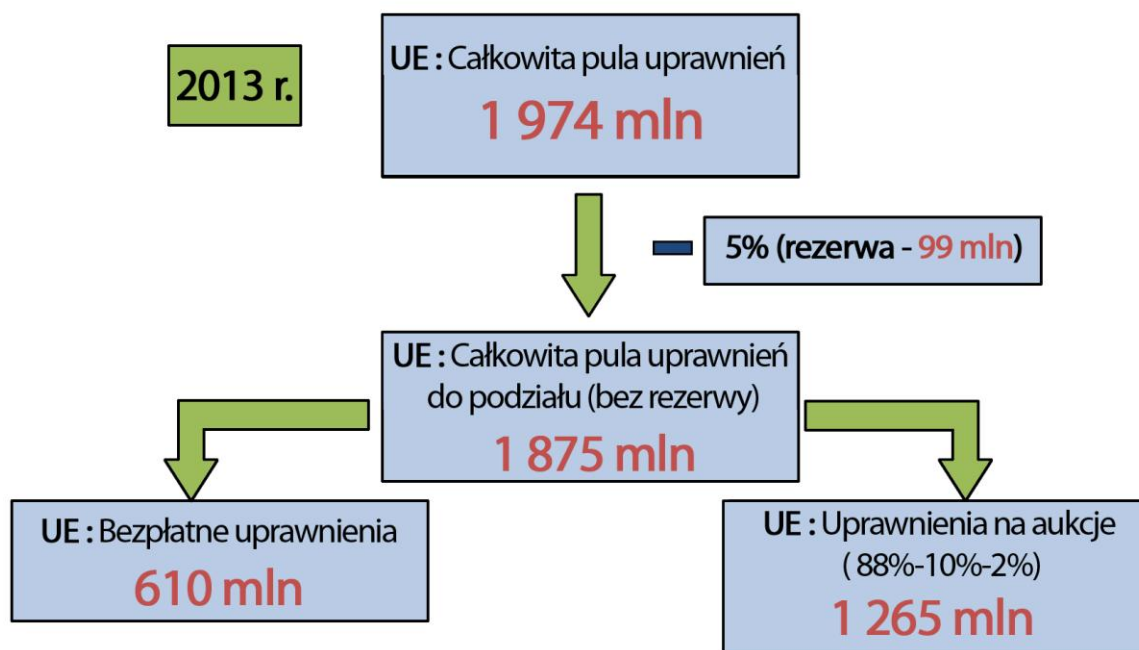 2013 r.
UE : Całkowita pula uprawnień
1 974 mln
5% (rezerwa - 99 mln)
UE : Całkowita pula uprawnień
do podziału (bez rezerwy)
1 875 mln
UE : Bezpłatne uprawnienia
610 mln
UE : Uprawnienia na aukcje
( 88%-10%-2%)
1 265 mln